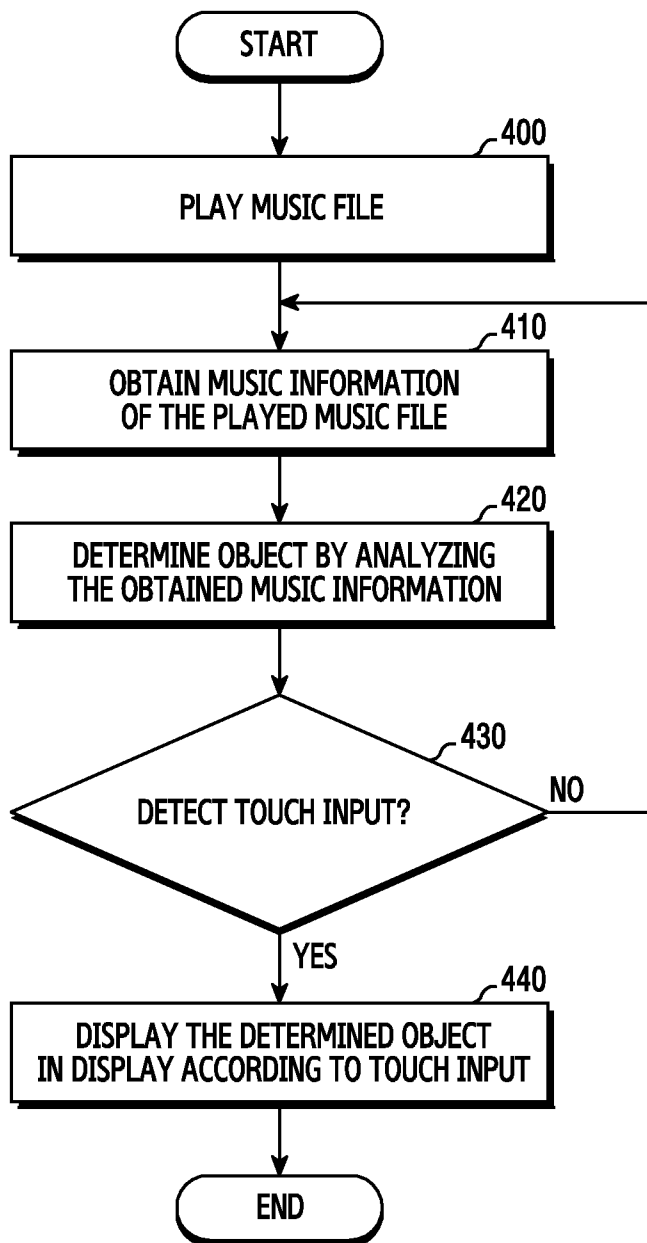 START
400
PLAY MUSIC FILE
410
OBTAIN MUSIC INFORMATION
OF THE PLAYED MUSIC FILE
420
DETERMINE OBJECT BY ANALYZING
THE OBTAINED MUSIC INFORMATION
430
DETECT TOUCH INPUT?
NO
YES
440
DISPLAY THE DETERMINED OBJECT
IN DISPLAY ACCORDING TO TOUCH INPUT
END